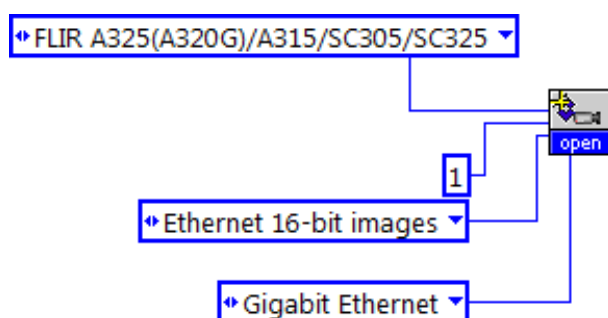 FLIR A325(A320G)/A315/SC305/SC325
open
1
Ethernet 16-bit images
Gigabit Ethernet